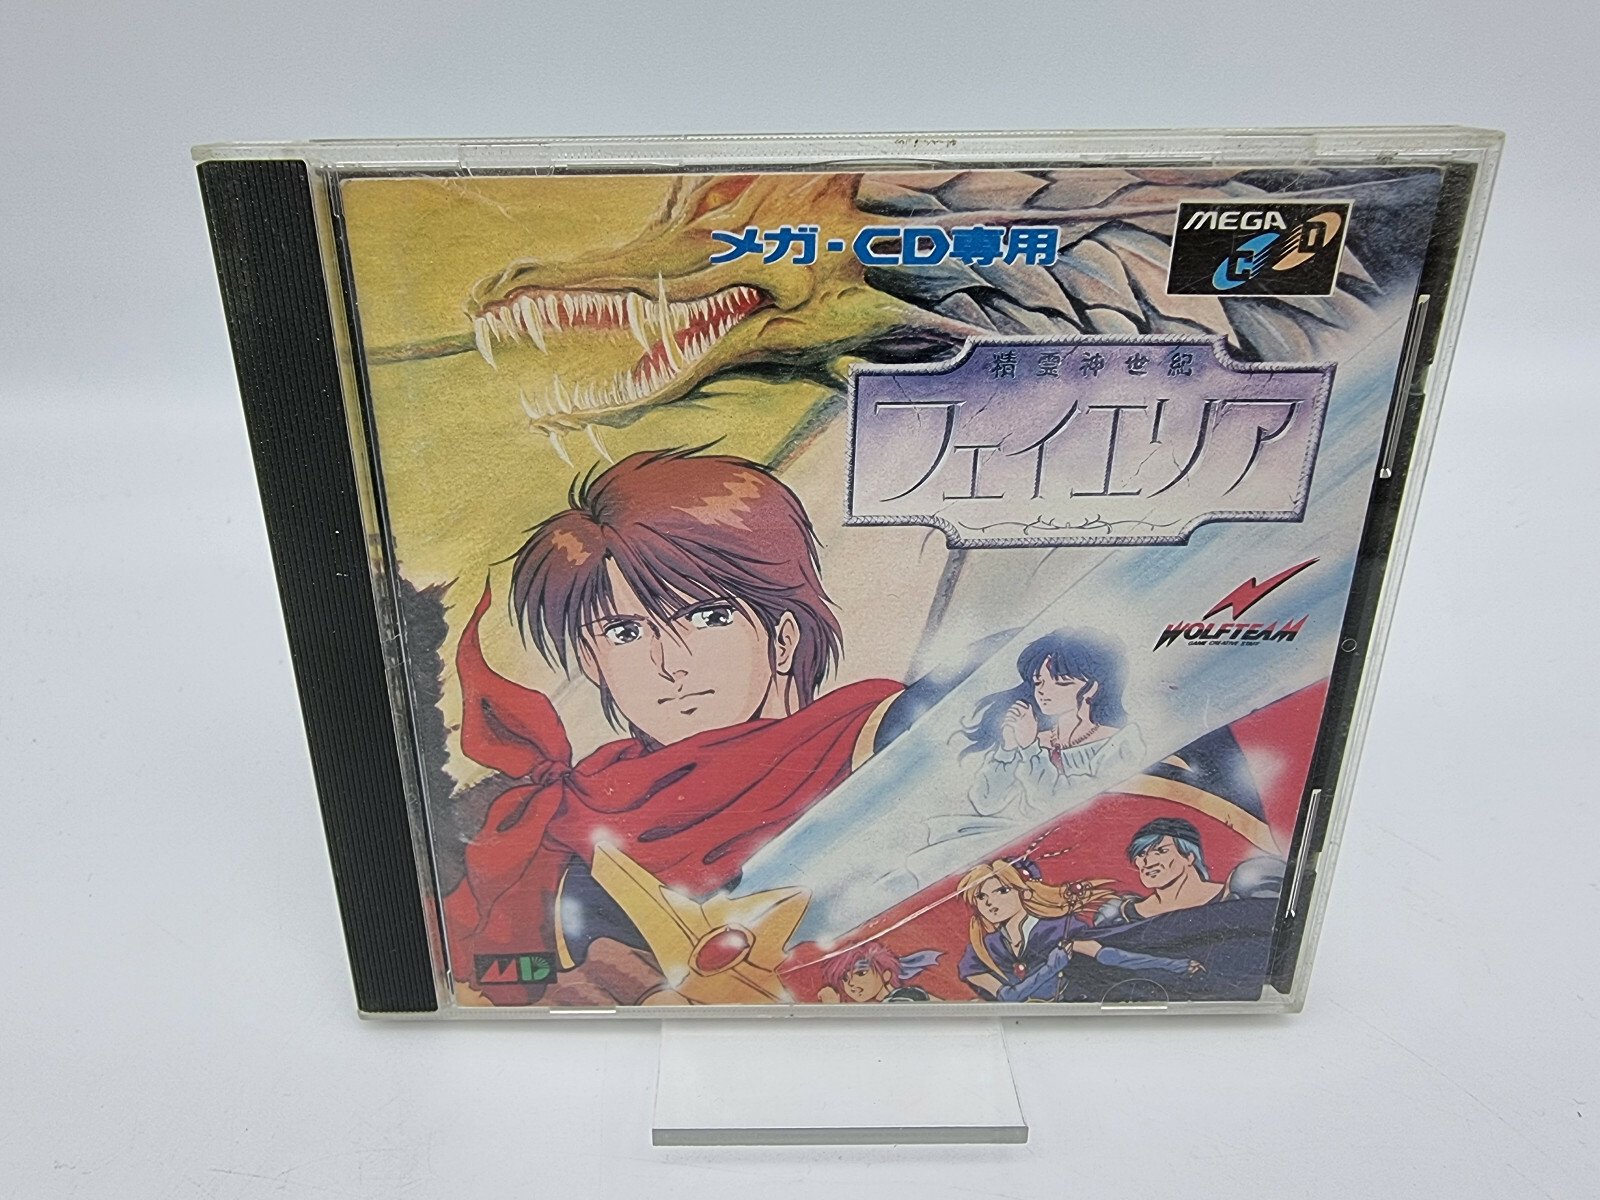 メガ-CD専用
MEGA
CD
精霊神世紀
フェイエリア
WOLFTEAM
GAME CREATIVE STAFF
MD